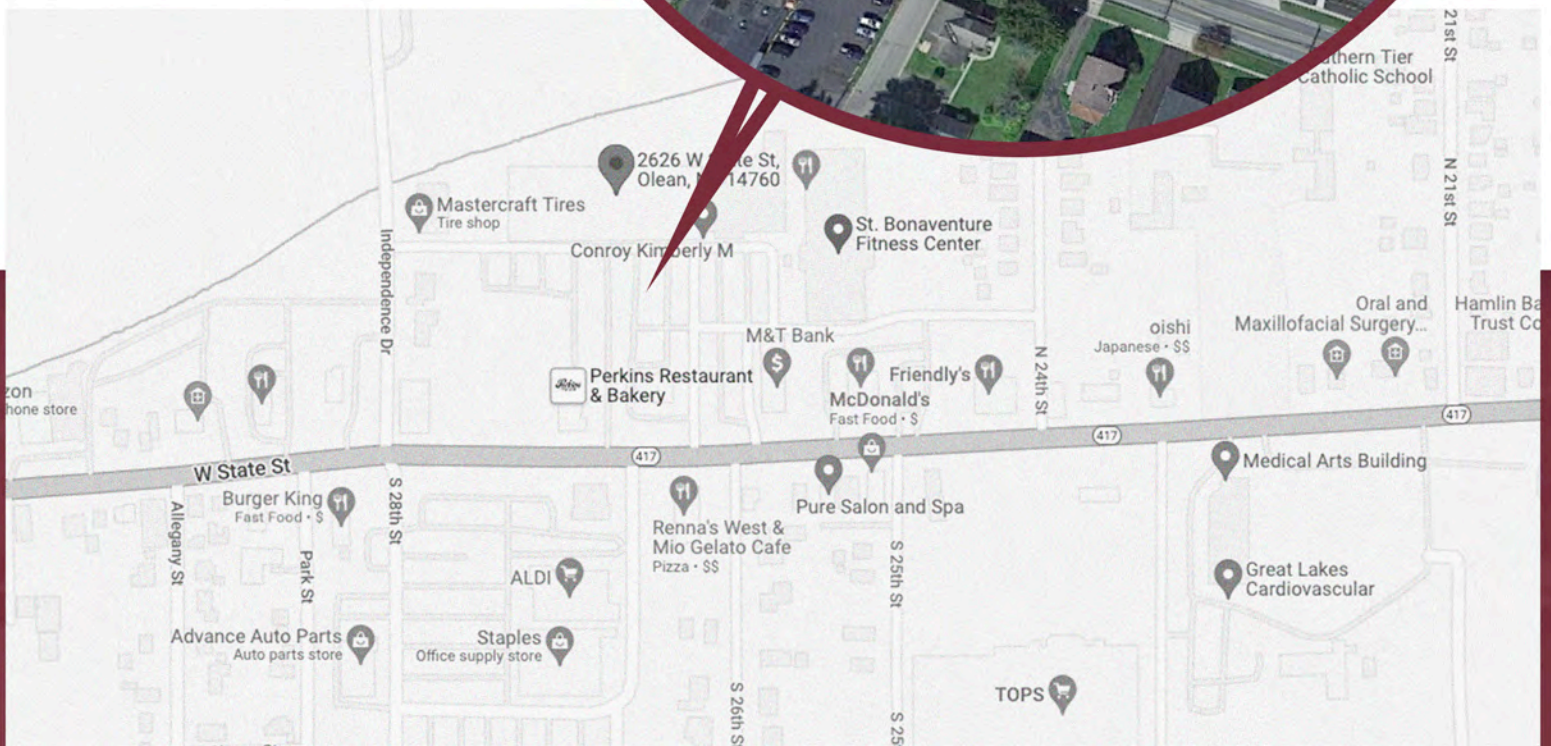 21st St
thern Tier
Catholic School
2626 W te St,
Olean, 14760
N 21st St
Mastercraft Tires
Tire shop
St. Bonaventure
Fitness Center
Conroy Kimberly M
Independence Dr
Oral and
Maxillofacial Surgery...
Hamlin Ba
Trust Co
oishi
Japanese • $$
M&T Bank
$
Perkins Restaurant
& Bakery
Perkins
Friendly's
McDonald's
Fast Food • $
N 24th St
zon
hone store
417
417
417
W State St
Medical Arts Building
Burger King
Fast Food • $
S 28th St
Allegany St
Park St
Renna's West &
Mio Gelato Cafe
Pizza • $$
Pure Salon and Spa
S 25th St
ALDI
Great Lakes
Cardiovascular
Advance Auto Parts
Auto parts store
Staples
Office supply store
TOPS
S 26th S
S 25